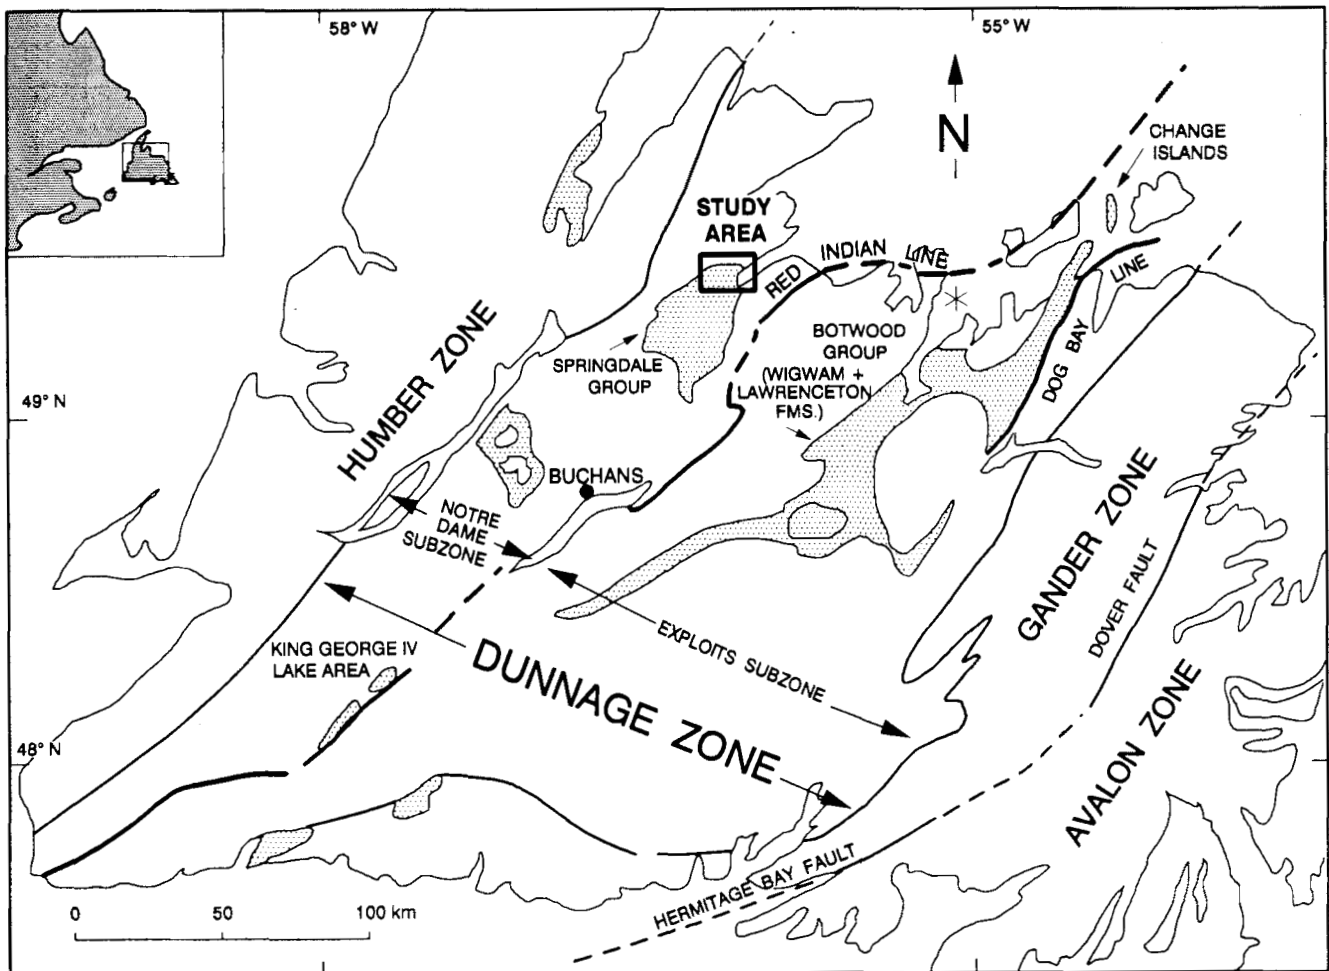 58° W
55° W
N
CHANGE
ISLANDS
STUDY
AREA
RED INDIAN LINE
DOG BAY LINE
HUMBER ZONE
SPRINGDALE
GROUP
BOTWOOD
GROUP
(WIGWAM +
LAWRENCETON
FMS.)
49° N
BUCHANS
NOTRE
DAME
SUBZONE
GANDER ZONE
DOVER FAULT
EXPLOITS SUBZONE
KING GEORGE IV
LAKE AREA
DUNNAGE ZONE
AVALON ZONE
48° N
HERMITAGE BAY FAULT
0 50 100 km